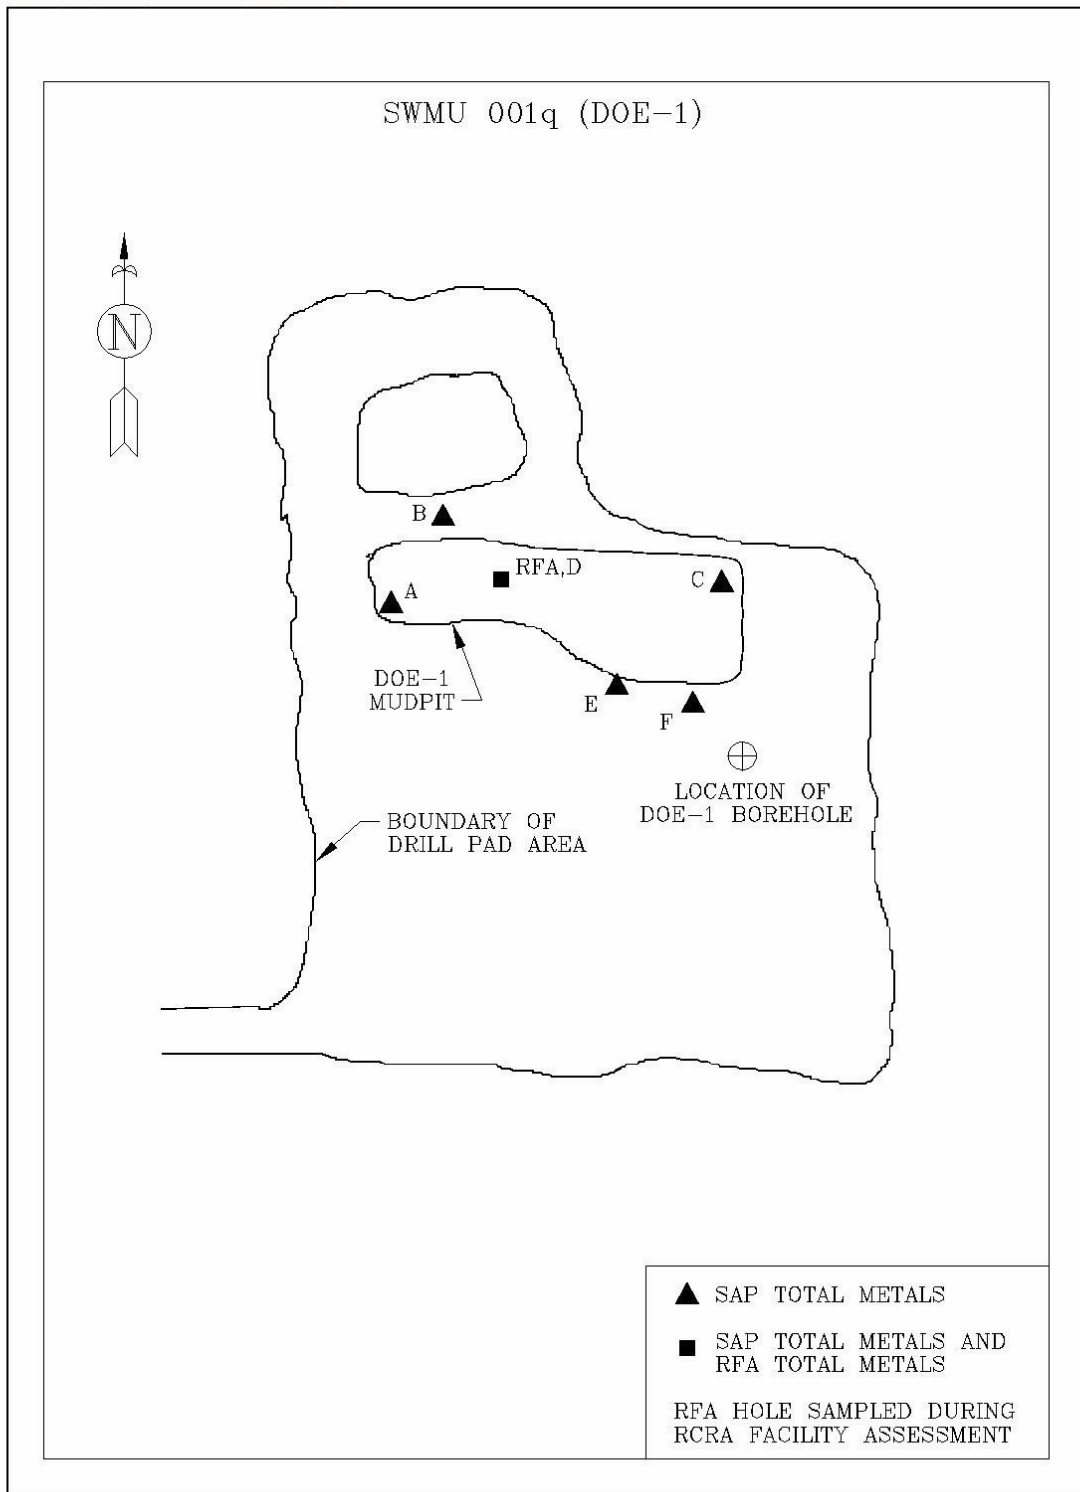 SWMU 001q (DOE-1)
N
B
RFA,D
C
A
DOE-1
MUDPIT
E
F
LOCATION OF
DOE-1 BOREHOLE
BOUNDARY OF
DRILL PAD AREA
SAP TOTAL METALS
SAP TOTAL METALS AND
RFA TOTAL METALS
RFA HOLE SAMPLED DURING
RCRA FACILITY ASSESSMENT